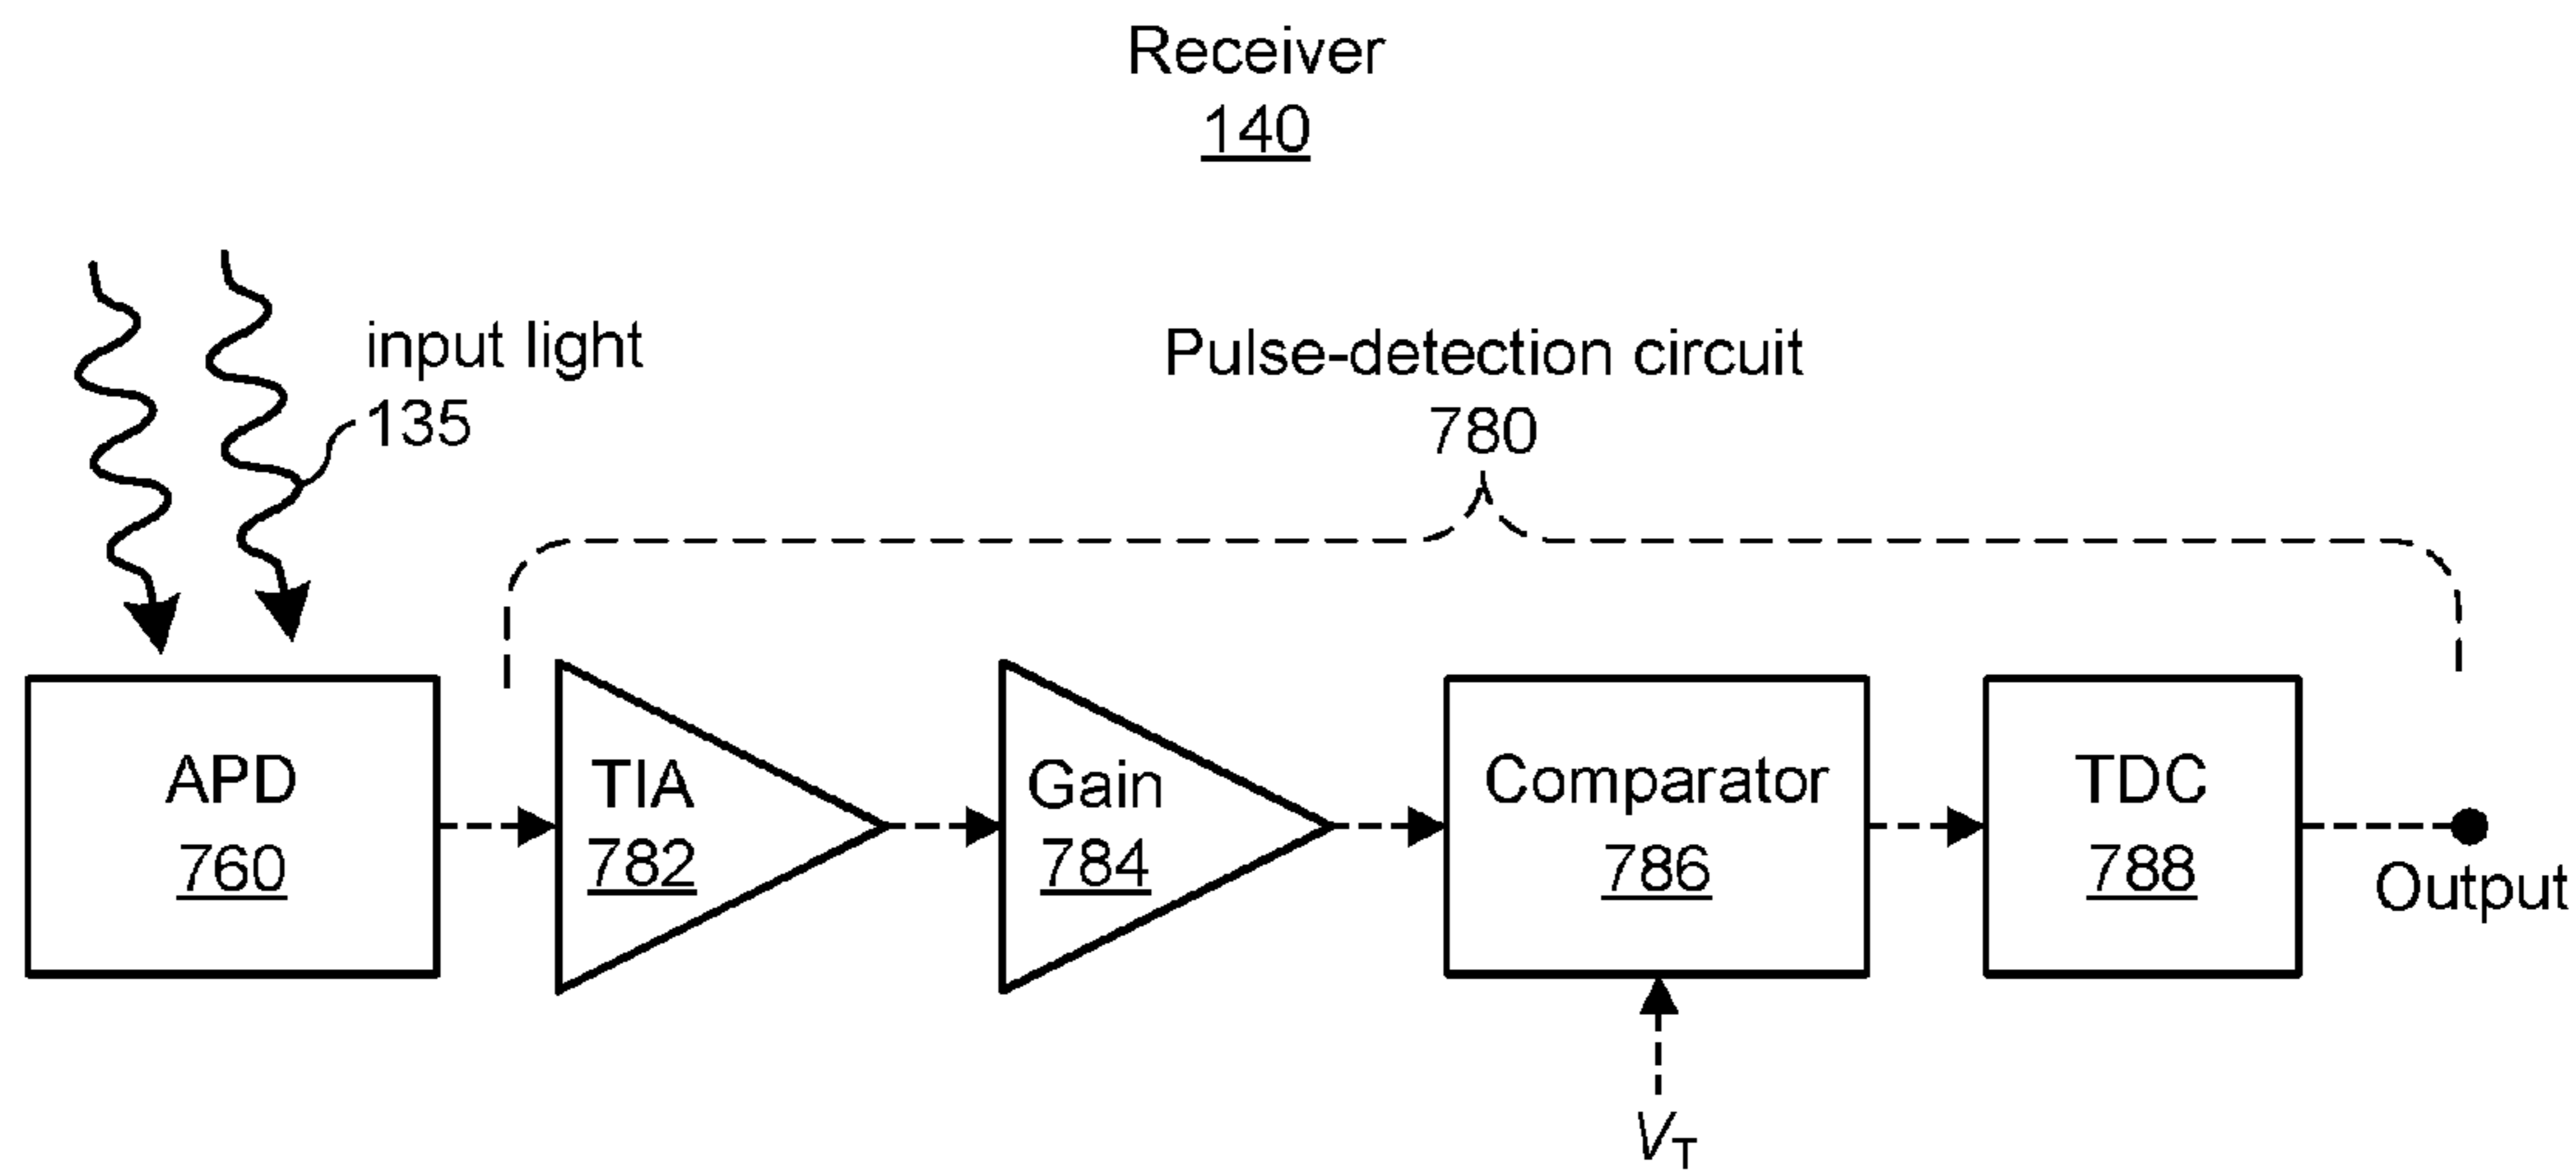 Receiver
140
input light
135
Pulse-detection circuit
780
APD
760
TIA
782
Gain
784
Comparator
786
TDC
788
Output
VT